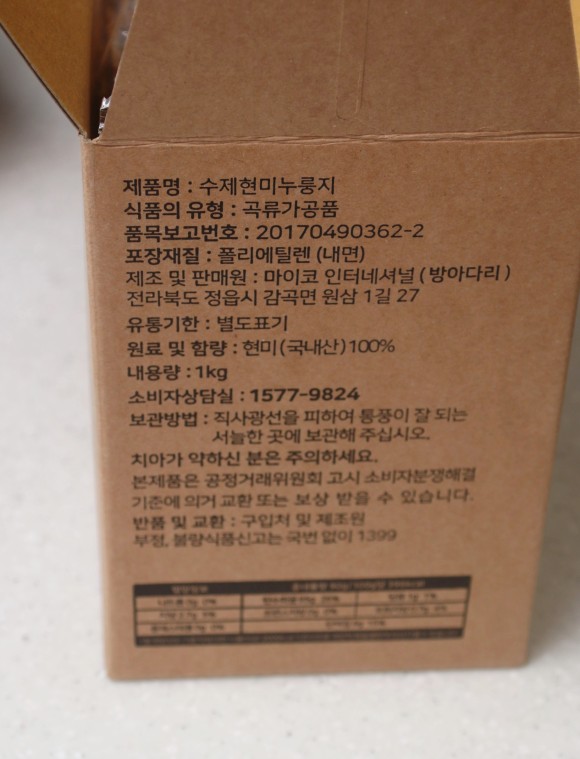 제품명 : 수제현미누룽지
식품의 유형 : 곡류가공품
품목보고번호 : 20170490362-2
포장재질 : 폴리에틸렌 (내면)
제조 및 판매원 : 마이코 인터네셔널 ( 방아다리 )
전라북도 정읍시 감곡면 원삼 1길 27
유통기한 : 별도표기
원료 및 함량 : 현미(국내산)100%
내용량 : 1kg
소비자상담실 : 1577-9824
보관방법 : 직사광선을 피하여 통풍이 잘 되는
서늘한 곳에 보관해 주십시오.
치아가 약하신 분은 주의하세요.
본제품은 공정거래위원회 고시 소비자분쟁해결
기준에 의거 교환 또는 보상 받을 수 있습니다.
반품 및 교환 : 구입처 및 제조원
부정, 불량식품신고는 국번 없이 1399